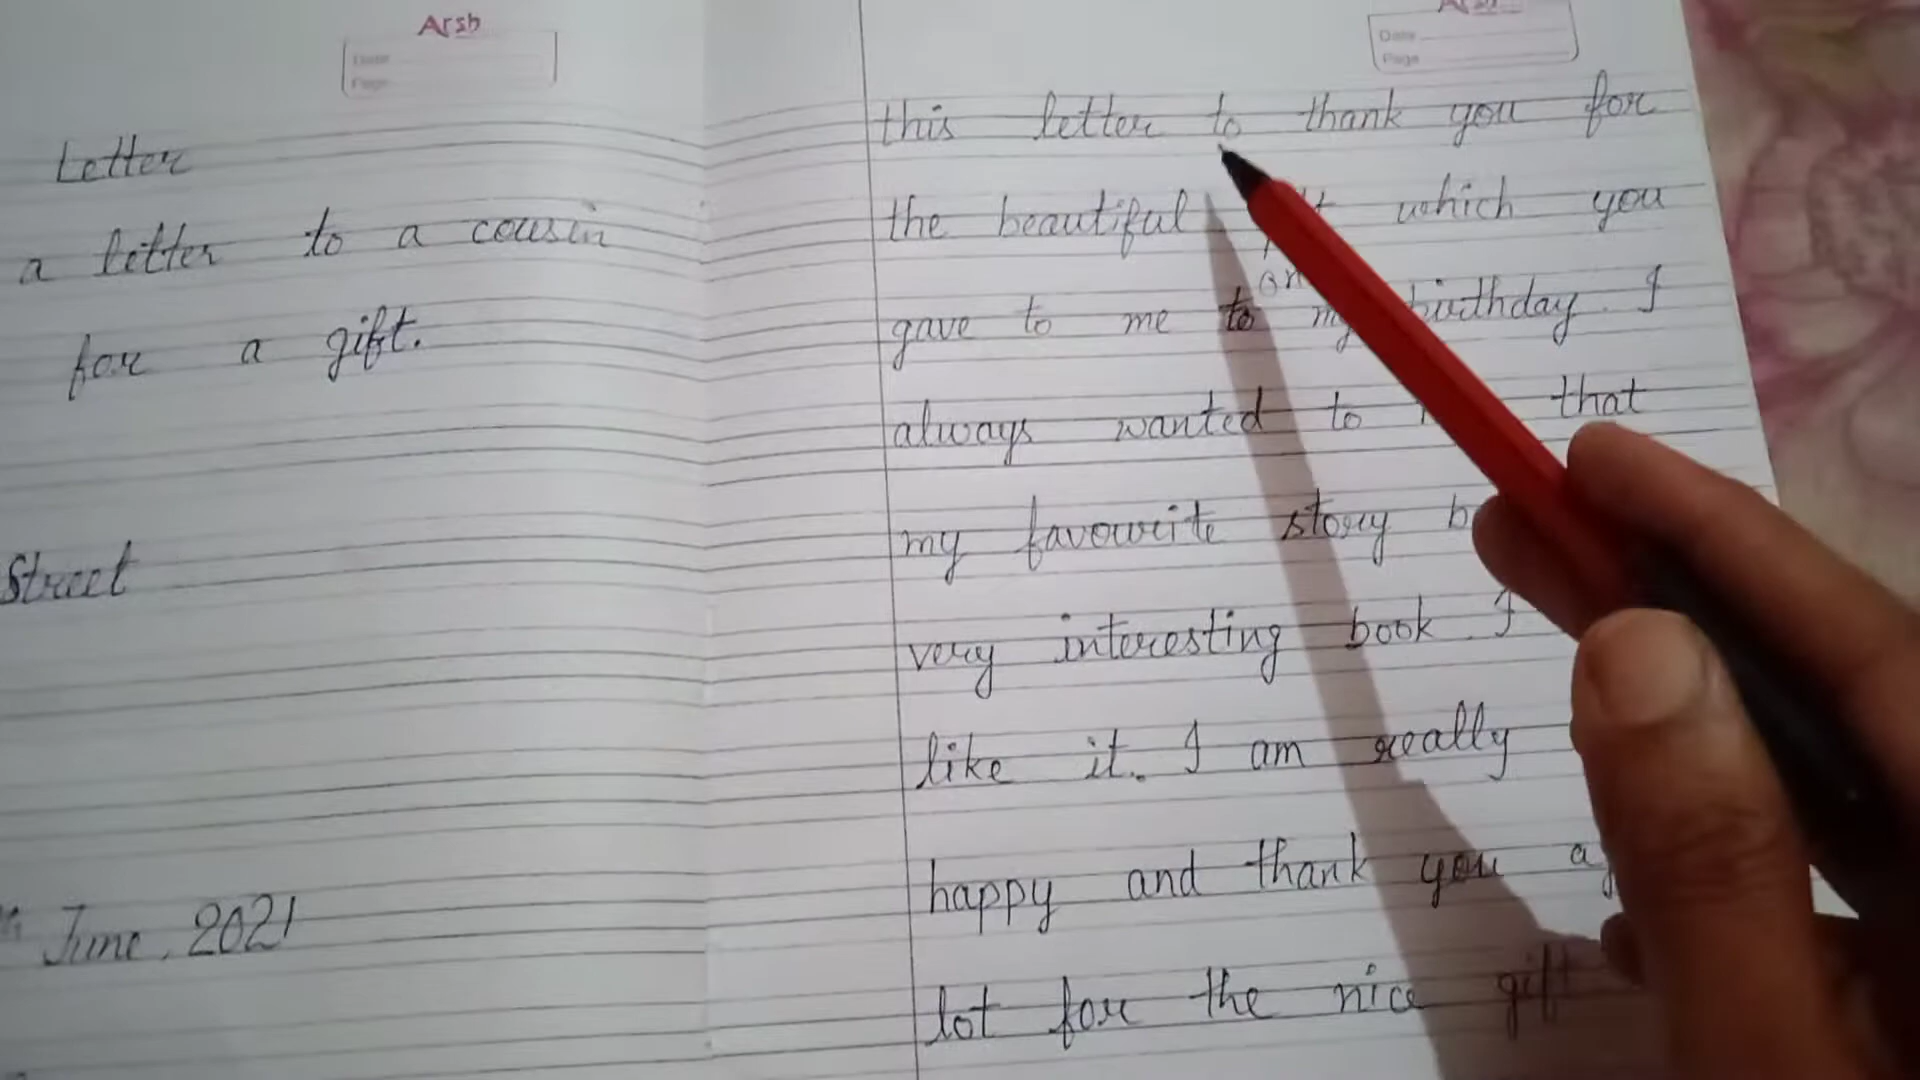 Arsh
Date
Page
Letter
a letter to a cousin
for a gift.
Street
June, 2021
Date
Page
this letter to thank you for
the beautiful which you
on
gave to me to my birthday. I
always wanted to that
my favourite story
very interesting book. I
like it. I am really
happy and thank you a
lot for the nice gift